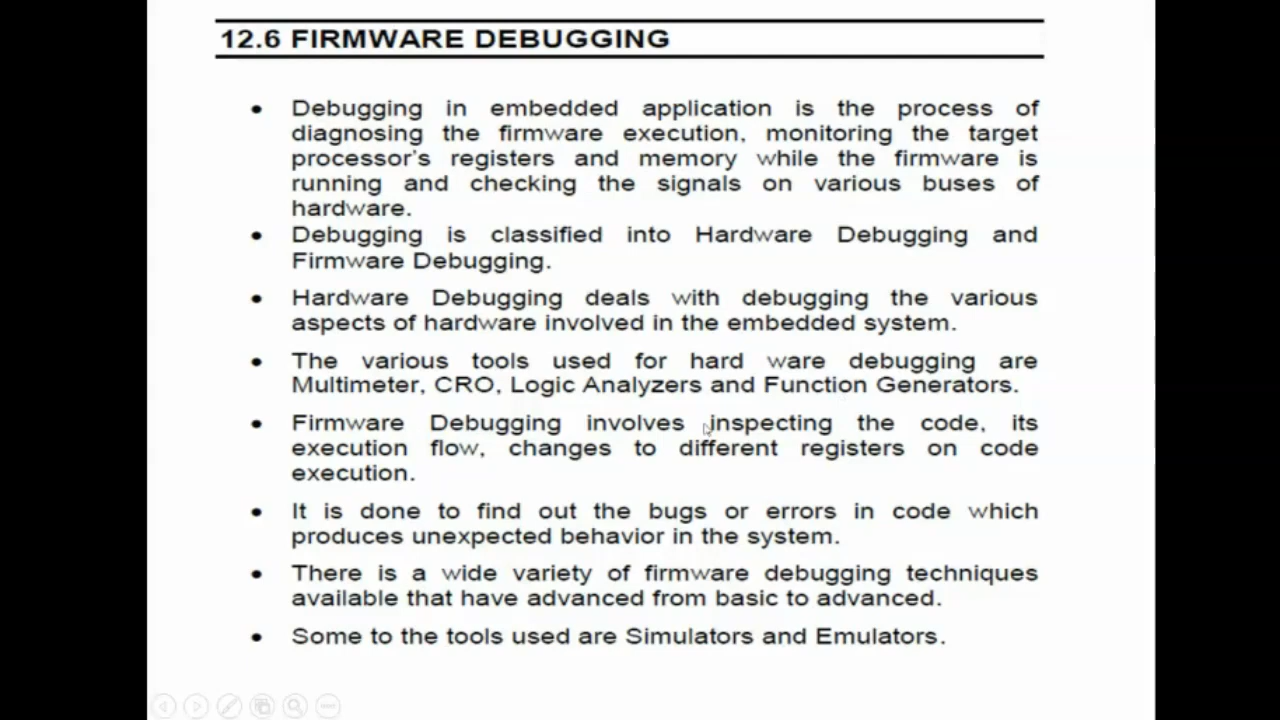 12.6 FIRMWARE DEBUGGING
• Debugging in embedded application is the process of
diagnosing the firmware execution, monitoring the target
processor's registers and memory while the firmware is
running and checking the signals on various buses of
hardware.
• Debugging is classified into Hardware Debugging and
Firmware Debugging.
• Hardware Debugging deals with debugging the various
aspects of hardware involved in the embedded system.
• The various tools used for hard ware debugging are
Multimeter, CRO, Logic Analyzers and Function Generators.
• Firmware Debugging involves inspecting the code, its
execution flow, changes to different registers on code
execution.
• It is done to find out the bugs or errors in code which
produces unexpected behavior in the system.
• There is a wide variety of firmware debugging techniques
available that have advanced from basic to advanced.
• Some to the tools used are Simulators and Emulators.